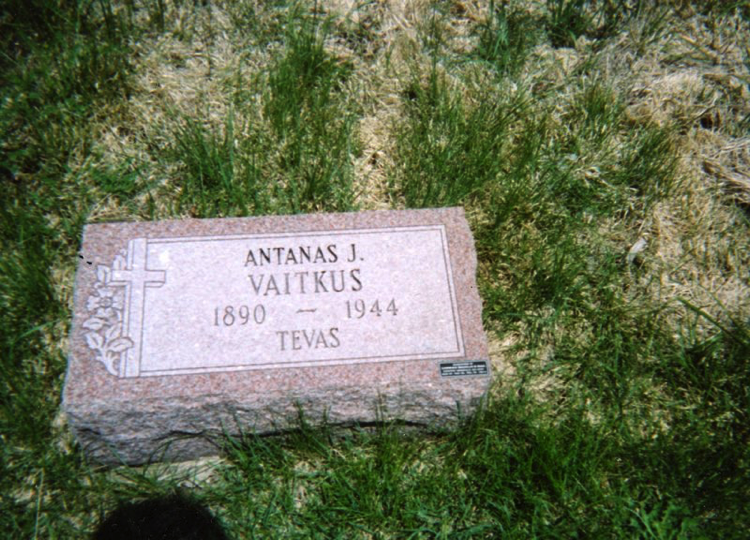 ANTANAS J.
VAITKUS
1890 — 1944
TEVAS